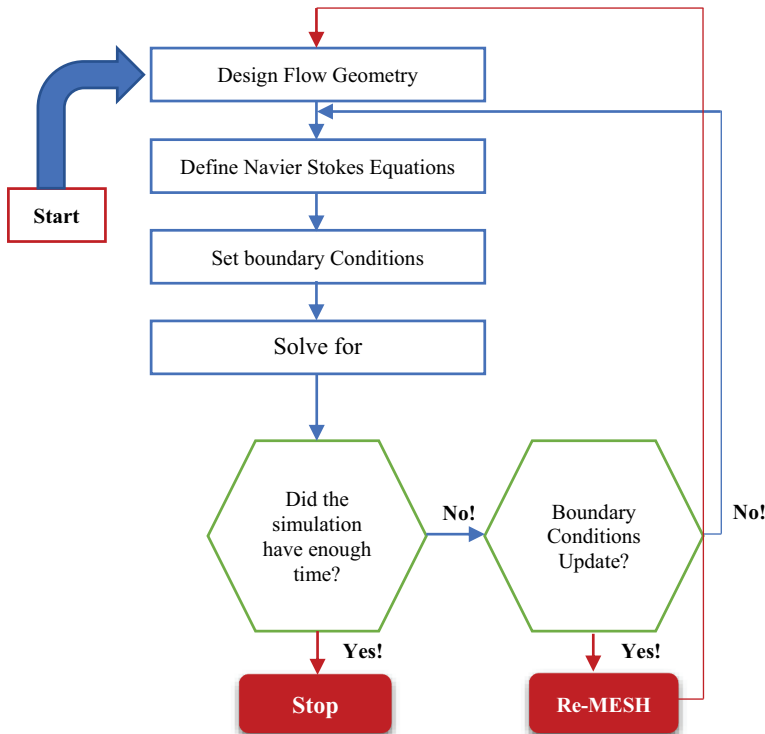 Design Flow Geometry
Define Navier Stokes Equations
Start
Set boundary Conditions
Solve for
Did the
simulation
have enough
time?
No!
Boundary
Conditions
Update?
No!
Yes!
Yes!
Stop
Re-MESH